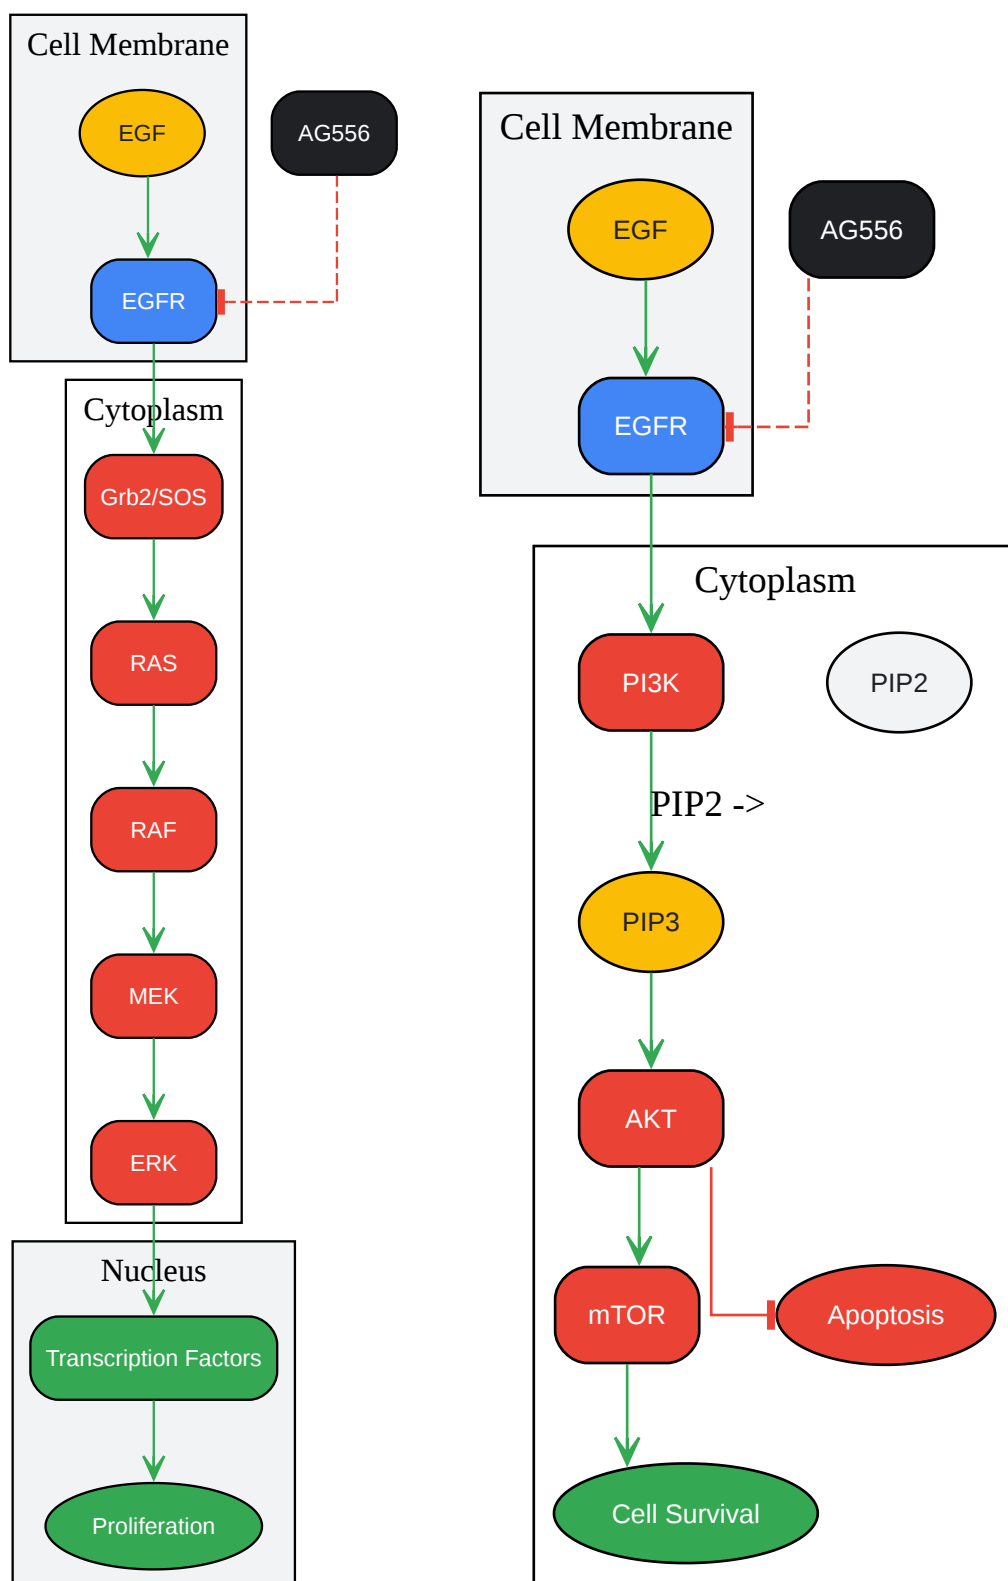 Cell Membrane
EGF
AG556
EGFR
Cytoplasm
Grb2/SOS
RAS
RAF
MEK
ERK
Nucleus
Transcription Factors
Proliferation
Cell Membrane
EGF
AG556
EGFR
Cytoplasm
PI3K
PIP2
PIP2 ->
PIP3
AKT
mTOR
Apoptosis
Cell Survival